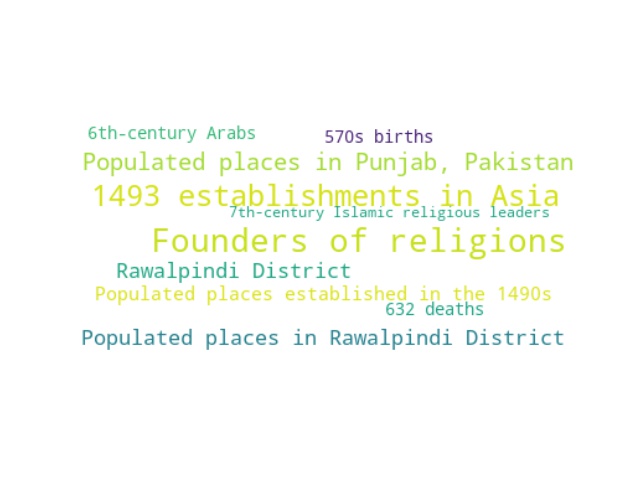 6th-century Arabs
570s births
Populated places in Punjab, Pakistan
1493 establishments in Asia
7th-century Islamic religious leaders
Founders of religions
Rawalpindi District
Populated places established in the 1490s
632 deaths
Populated places in Rawalpindi District